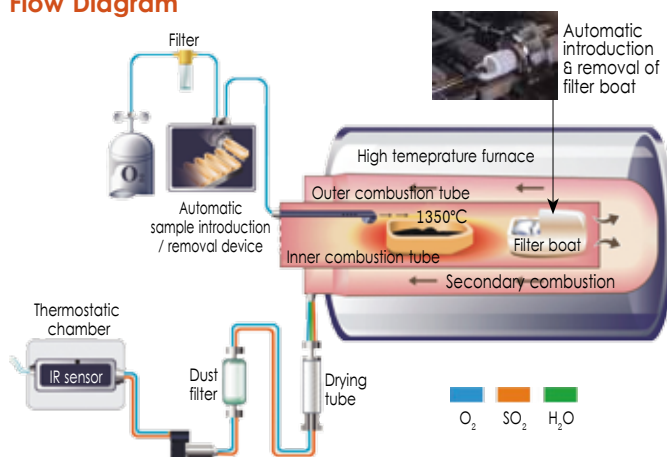 Flow Diagram
Filter
Automatic
introduction
& removal of
filter boat
O₂
High temeprature furnace
Outer combustion tube
1350°C
Automatic
sample introduction
/ removal device
Filter boat
Inner combustion tube
Secondary combustion
Thermostatic
chamber
IR sensor
Dust
filter
Drying
tube
O₂ SO₂ H₂O